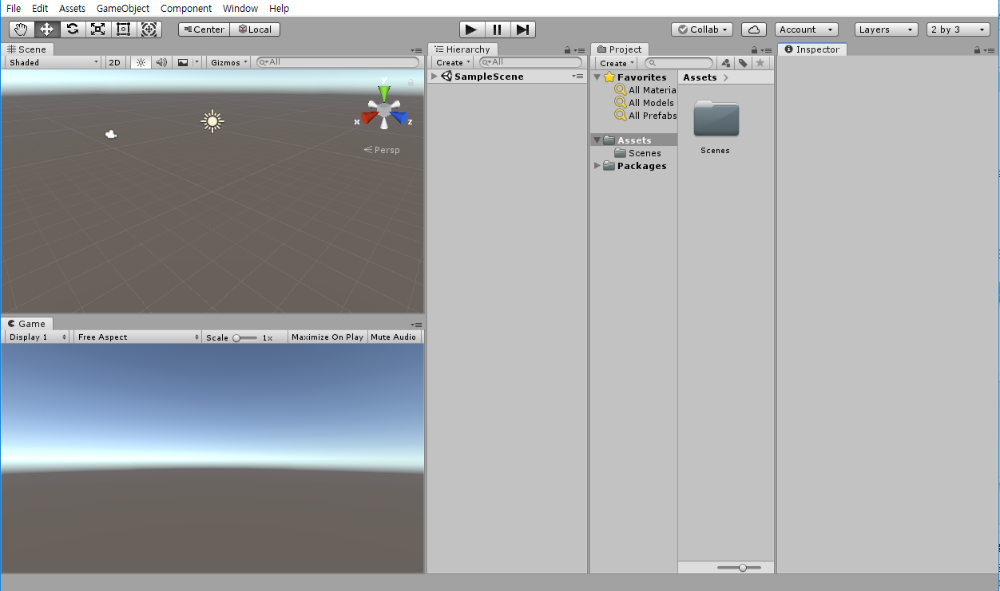 File Edit Assets GameObject Component Window Help
Center Local Collab Account Layers 2 by 3
Scene
Shaded 2D Gizmos All
y
x z
Persp
Game
Display 1 Free Aspect Scale 1x Maximize On Play Mute Audio
Hierarchy
Create All
SampleScene
Project
Create
Favorites
All Materia
All Models
All Prefabs
Assets
Scenes
Packages
Assets
Scenes
Inspector